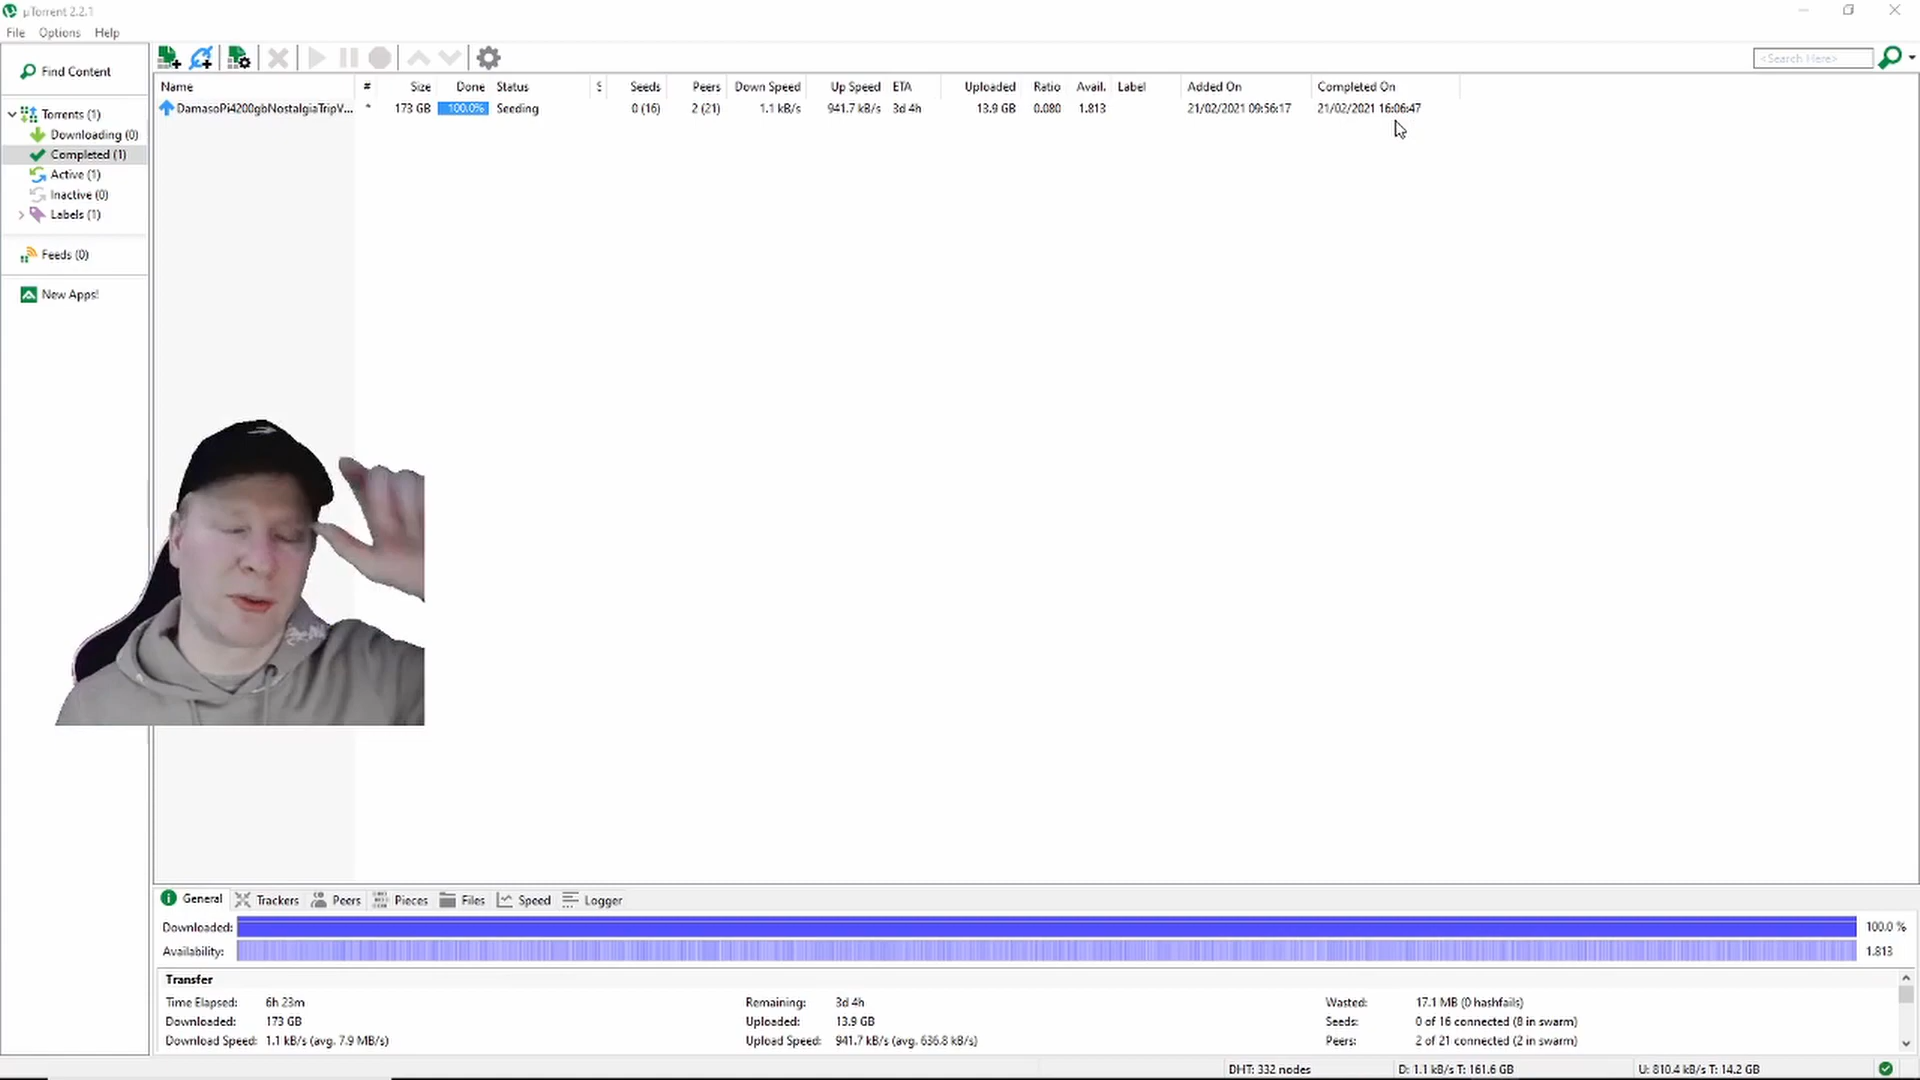 µTorrent 2.2.1
File Options Help
<Search Here>
Find Content
Torrents (1)
Downloading (0)
Completed (1)
Active (1)
Inactive (0)
Labels (1)
Feeds (0)
New Apps!
Name # Size Done Status S Seeds Peers Down Speed Up Speed ETA Uploaded Ratio Avail. Label Added On Completed On
DamasoPi4200gbNostalgiaTripV... * 173 GB 100.0% Seeding 0 (16) 2 (21) 1.1 kB/s 941.7 kB/s 3d 4h 13.9 GB 0.080 1.813 21/02/2021 09:56:17 21/02/2021 16:06:47
General Trackers Peers Pieces Files Speed Logger
Downloaded: 100.0 %
Availability: 1.813
Transfer
Time Elapsed: 6h 23m Remaining: 3d 4h Wasted: 17.1 MB (0 hashfails)
Downloaded: 173 GB Uploaded: 13.9 GB Seeds: 0 of 16 connected (8 in swarm)
Download Speed: 1.1 kB/s (avg. 7.9 MB/s) Upload Speed: 941.7 kB/s (avg. 636.8 kB/s) Peers: 2 of 21 connected (2 in swarm)
DHT: 332 nodes D: 1.1 kB/s T: 161.6 GB U: 810.4 kB/s T: 14.2 GB